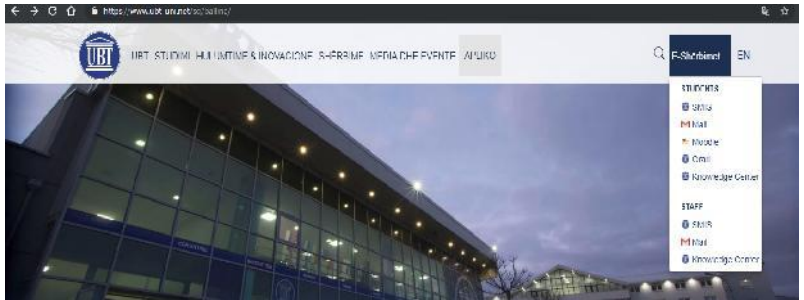 https://www.ubt-uni.net/sq/ballina/
UBT
UBT STUDIMI HULUMTIME & INOVACIONE SHËRBIME MEDIA DHE EVENTE APLIKO
E-Shërbimet EN
STUDENTS
SMIS
Mail
Moodle
Orari
Knowledge Center
STAFF
SMIS
Mail
Knowledge Center